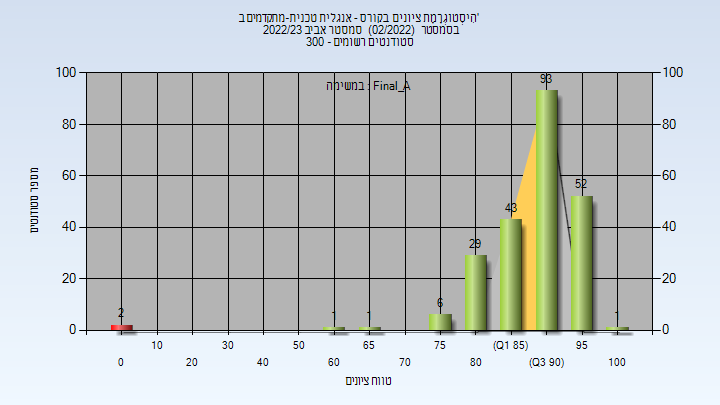 היסטוגרמת ציונים בקורס - אנגלית טכנית-מתקדמים ב'
בסמסטר (02/2022) סמסטר אביב 2022/23
סטודנטים רשומים - 300
במשימה : Final_A
מספר סטודנטים
100 100
80 80
60 60
40 40
20 20
0 0
2 1 1 6 29 43 93 52 1
10 30 50 65 75 (Q1 85) 95
0 20 40 60 70 80 (Q3 90) 100
טווח ציונים